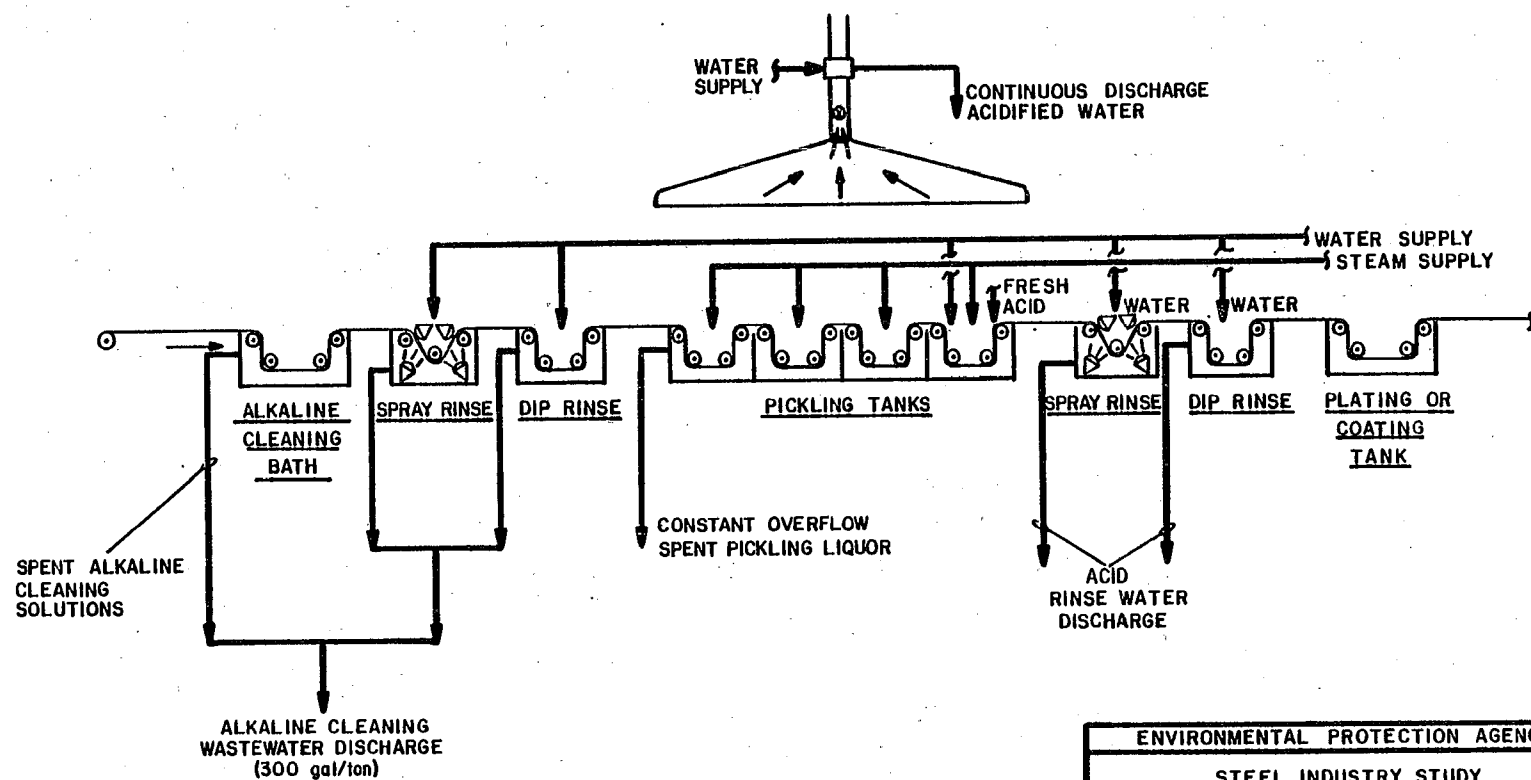 WATER
SUPPLY
CONTINUOUS DISCHARGE
ACIDIFIED WATER
WATER SUPPLY
STEAM SUPPLY
FRESH
ACID
WATER
WATER
ALKALINE
CLEANING
BATH
SPRAY RINSE
DIP RINSE
PICKLING TANKS
SPRAY RINSE
DIP RINSE
PLATING OR
COATING
TANK
SPENT ALKALINE
CLEANING
SOLUTIONS
CONSTANT OVERFLOW
SPENT PICKLING LIQUOR
ACID
RINSE WATER
DISCHARGE
ALKALINE CLEANING
WASTEWATER DISCHARGE
(300 gal/ton)
ENVIRONMENTAL PROTECTION
STEEL INDUSTRY STUDY